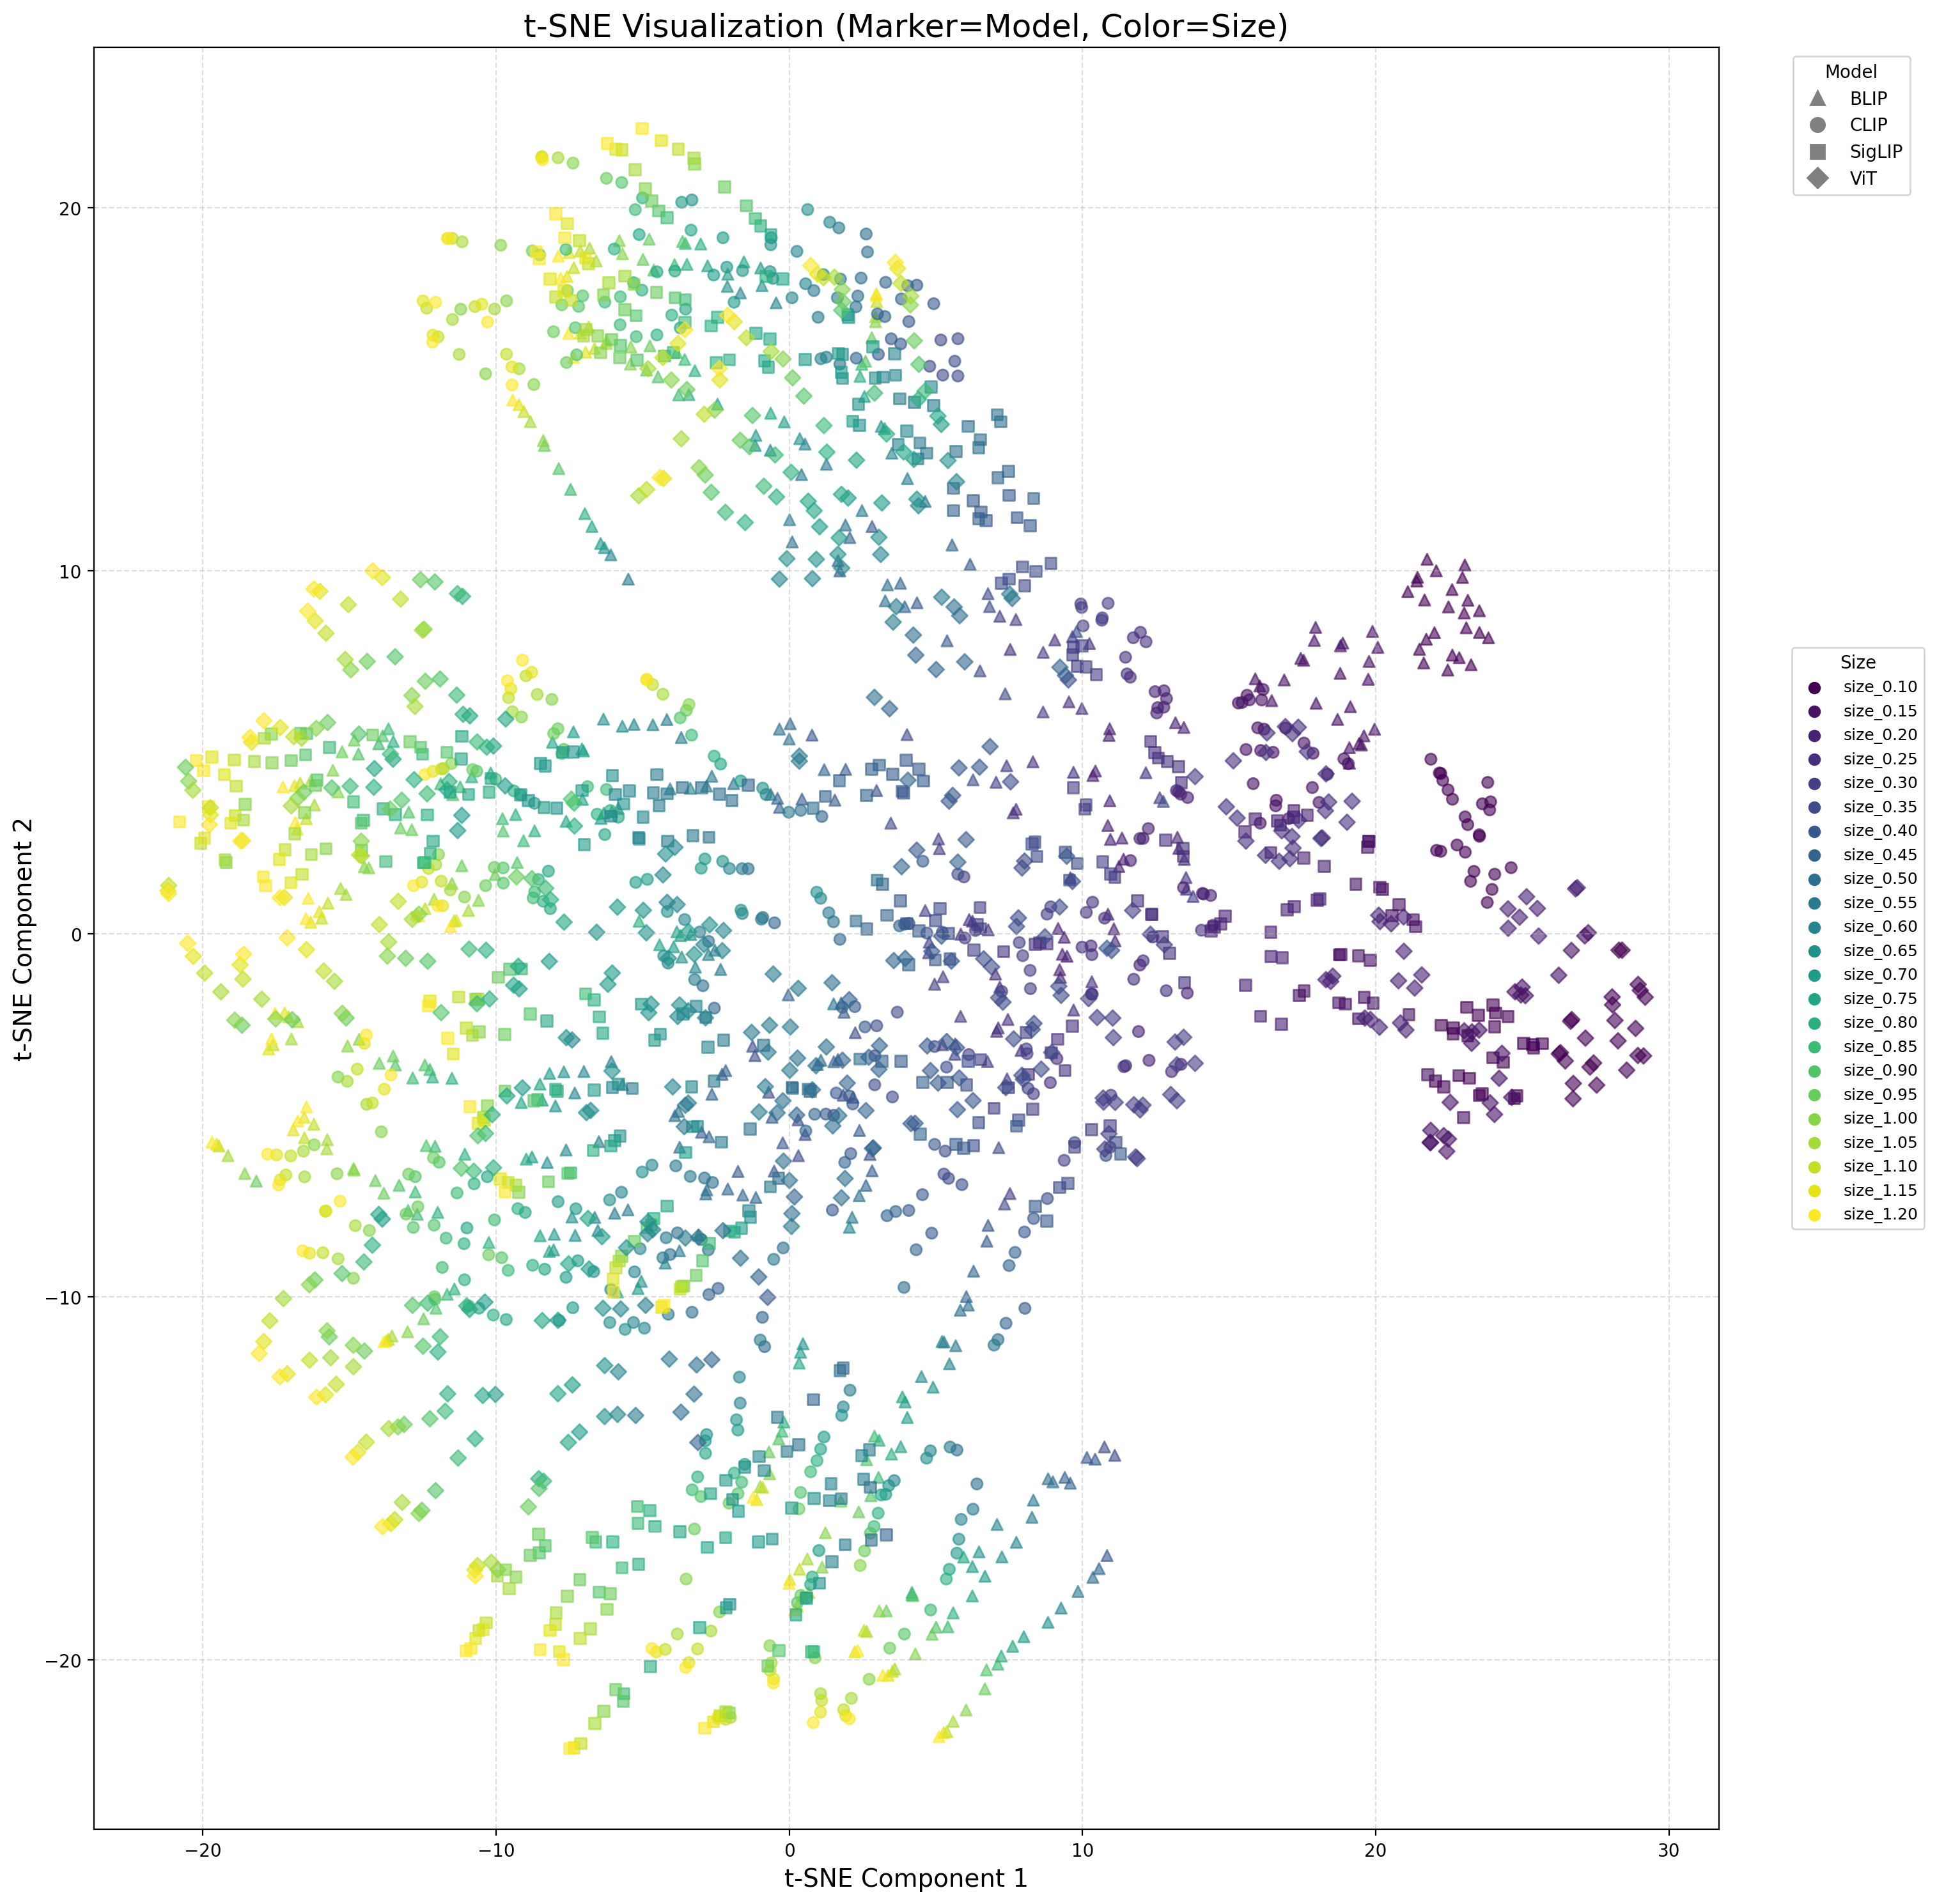 t-SNE Visualization (Marker=Model, Color=Size)
Model
BLIP
CLIP
SigLIP
ViT
Size
size_0.10
size_0.15
size_0.20
size_0.25
size_0.30
size_0.35
size_0.40
size_0.45
size_0.50
size_0.55
size_0.60
size_0.65
size_0.70
size_0.75
size_0.80
size_0.85
size_0.90
size_0.95
size_1.00
size_1.05
size_1.10
size_1.15
size_1.20
t-SNE Component 2
20
10
0
−10
−20
−20 −10 0 10 20 30
t-SNE Component 1